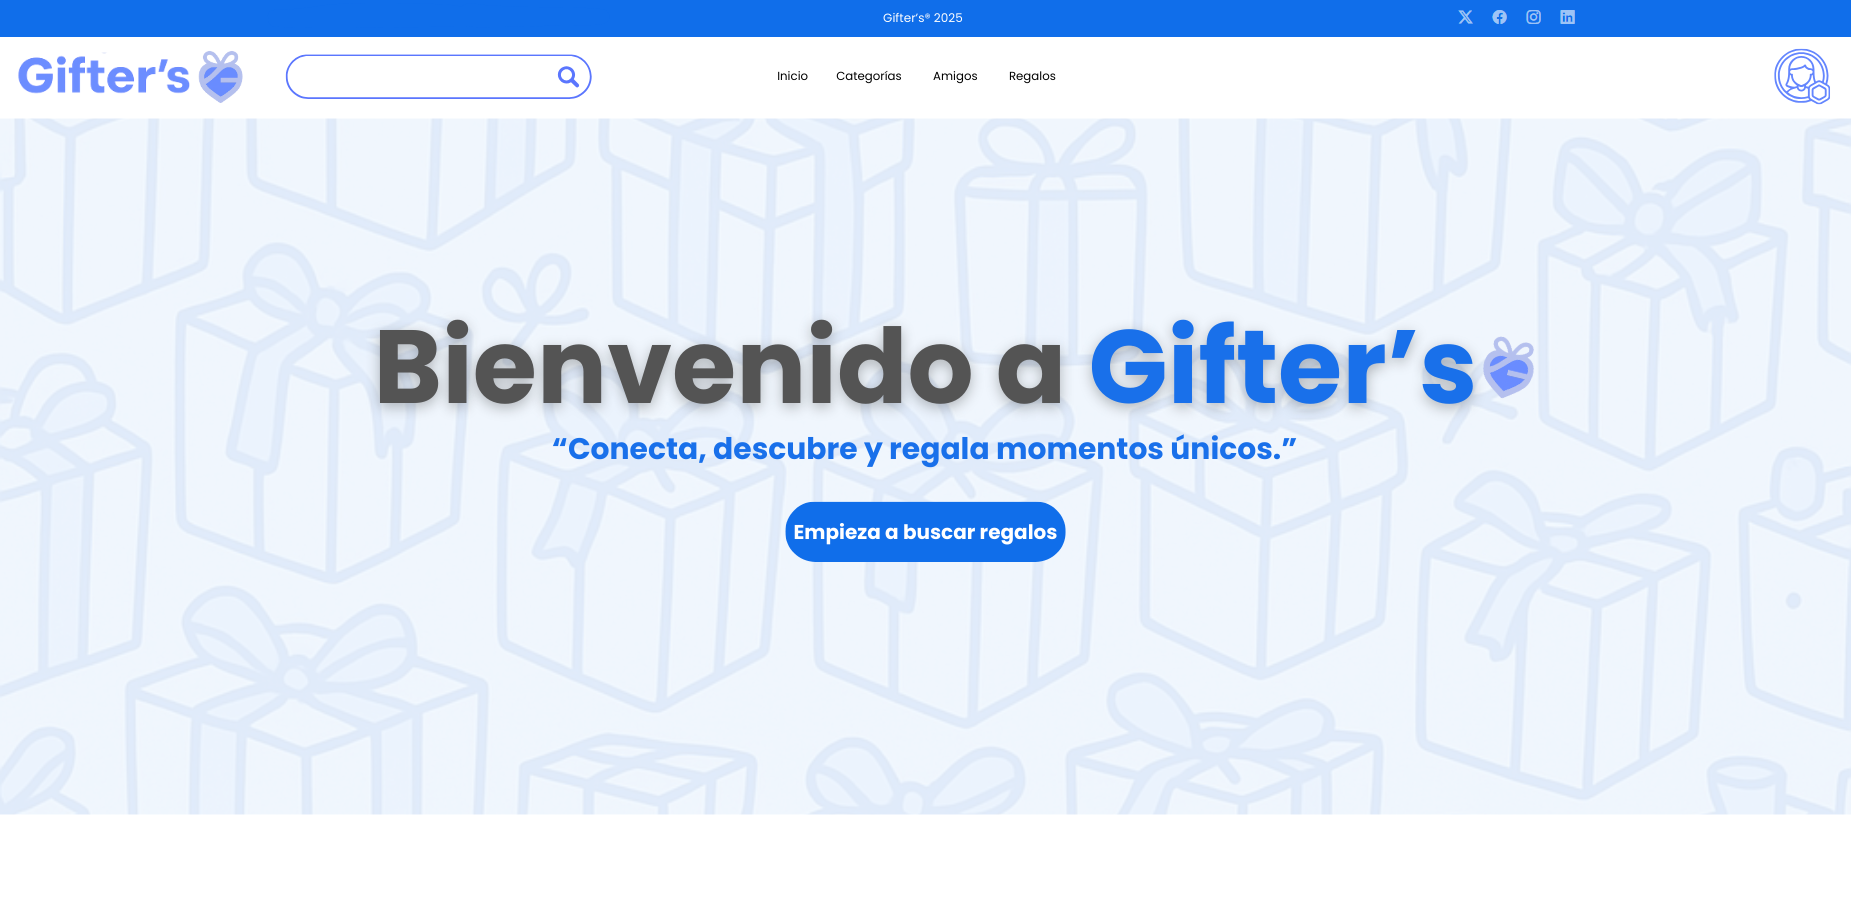 Gifter’s® 2025
Gifter’s
Inicio Categorías Amigos Regalos
Bienvenido a Gifter’s
“Conecta, descubre y regala momentos únicos.”
Empieza a buscar regalos